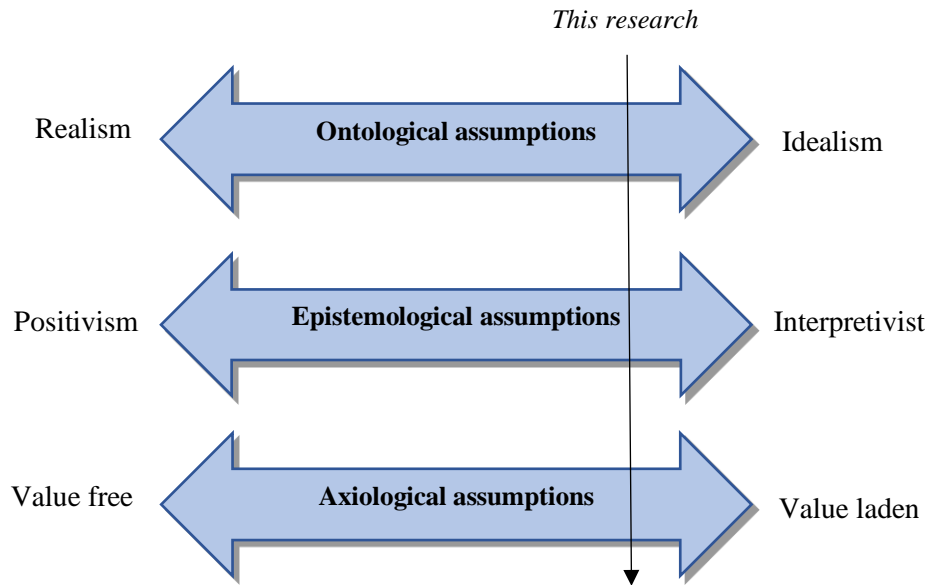 This research
Realism
Ontological assumptions
Idealism
Positivism
Epistemological assumptions
Interpretivist
Value free
Axiological assumptions
Value laden